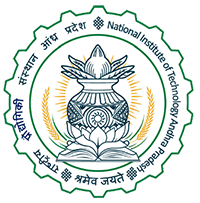 राष्ट्रीय प्रौद्योगिकी संस्थान आंध्र प्रदेश
National Institute of Technology Andhra Pradesh
श्रमेव जयते